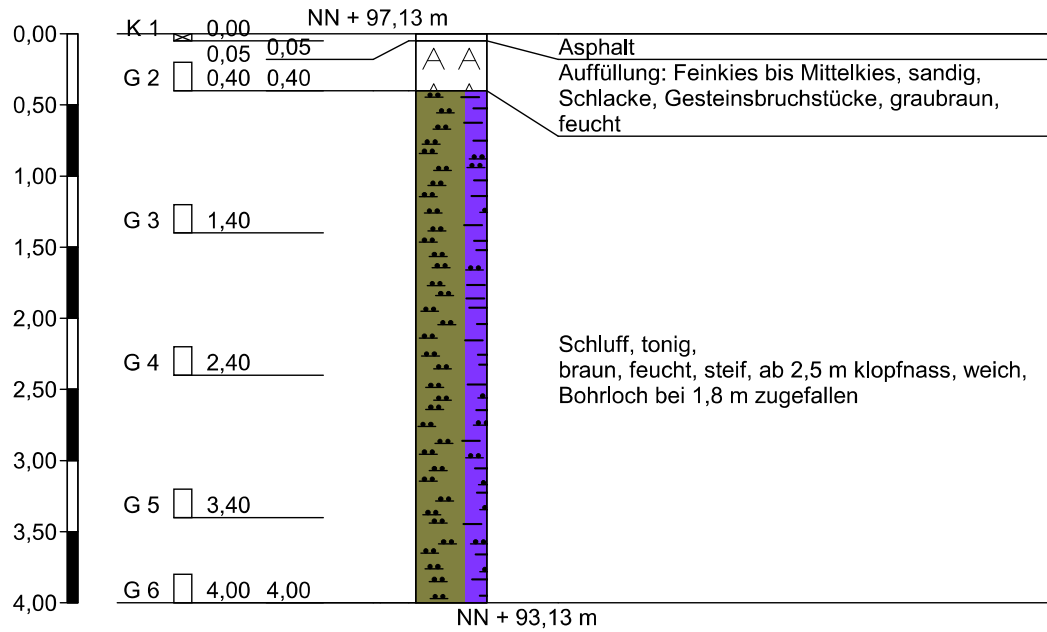 NN + 97,13 m
0,00
K 1 0,00
0,05 0,05
Asphalt
G 2 0,40 0,40
Auffüllung: Feinkies bis Mittelkies, sandig,
Schlacke, Gesteinsbruchstücke, graubraun,
feucht
A A
0,50
1,00
G 3 1,40
1,50
2,00
Schluff, tonig,
braun, feucht, steif, ab 2,5 m klopfnass, weich,
Bohrloch bei 1,8 m zugefallen
G 4 2,40
2,50
3,00
G 5 3,40
3,50
G 6 4,00 4,00
4,00
NN + 93,13 m